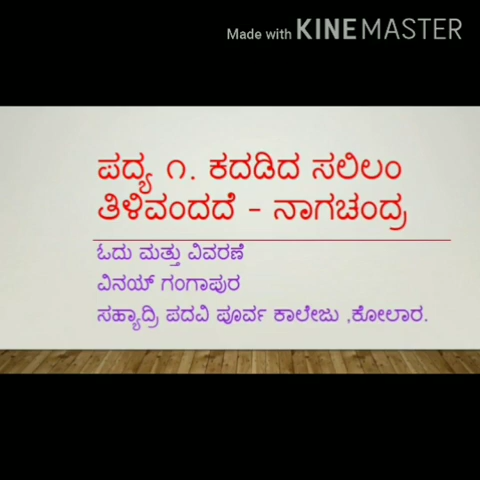 Made with KINEMASTER
ಪದ್ಯ ೧. ಕದಡಿದ ಸಲಿಲಂ
ತಿಳಿವಂದದೆ - ನಾಗಚಂದ್ರ
ಓದು ಮತ್ತು ವಿವರಣೆ
ವಿನಯ್ ಗಂಗಾಪುರ
ಸಹ್ಯಾದ್ರಿ ಪದವಿ ಪೂರ್ವ ಕಾಲೇಜು ,ಕೋಲಾರ.